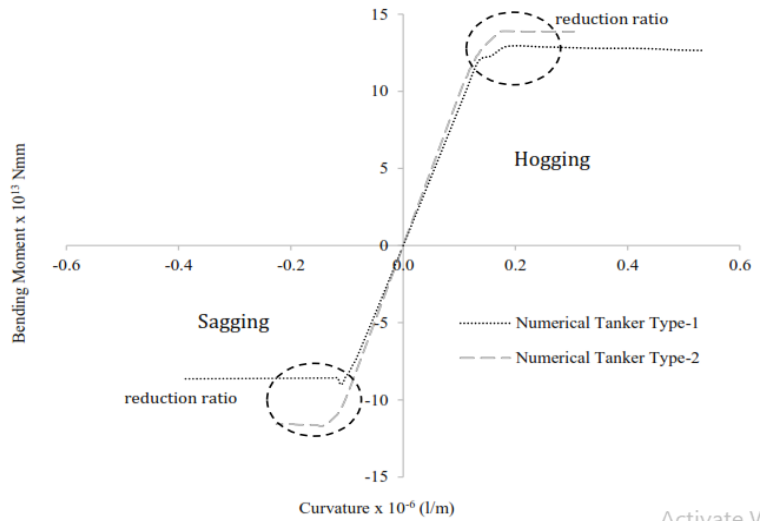 15
reduction ratio
10
Bending Moment x 10¹³ Nmm
5
Hogging
0
-0.6
-0.4
-0.2
0.0
0.2
0.4
0.6
Sagging
-5
Numerical Tanker Type-1
Numerical Tanker Type-2
reduction ratio
-10
-15
Curvature x 10⁻⁶ (l/m)
Activate W